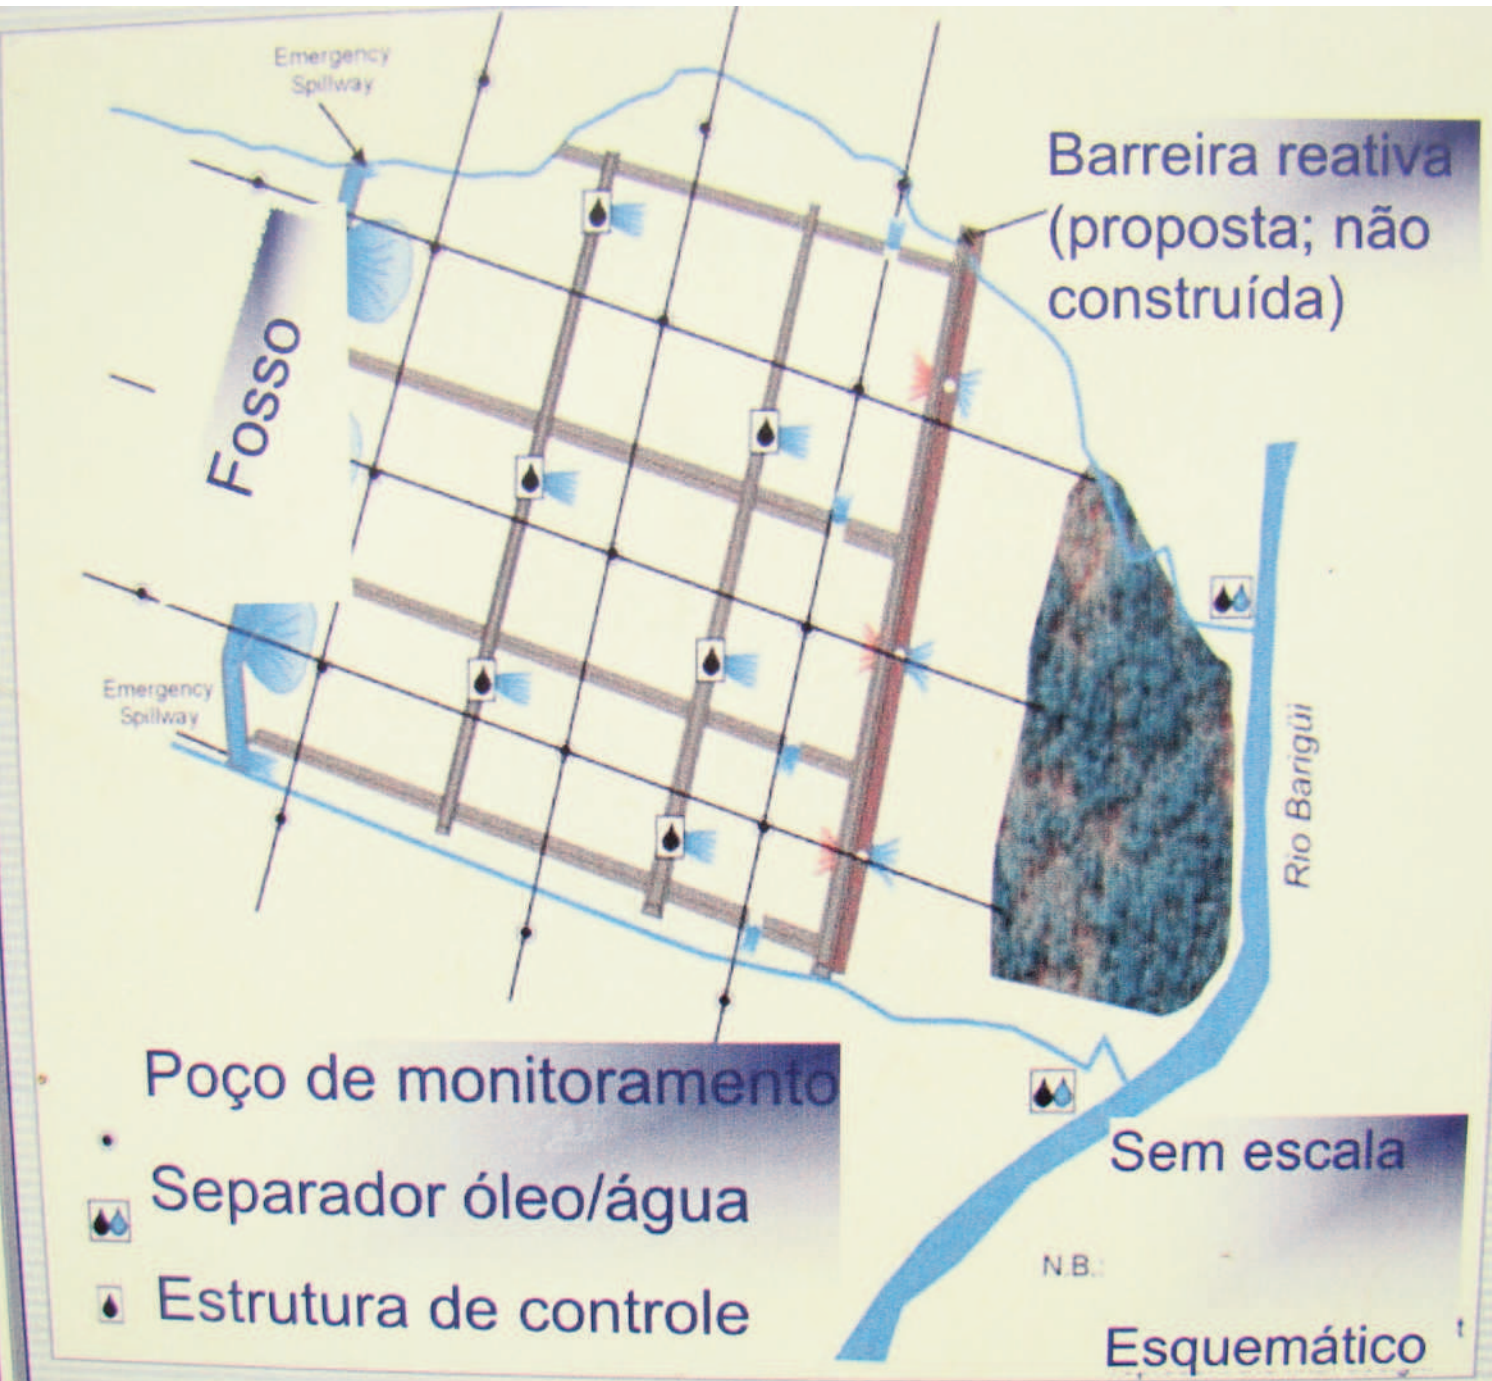 Emergency
Spillway
Barreira reativa
(proposta; não
construída)
Fosso
Emergency
Spillway
Rio Barigüi
Poço de monitoramento
Separador óleo/água
Estrutura de controle
Sem escala
N.B.:
Esquemático
t